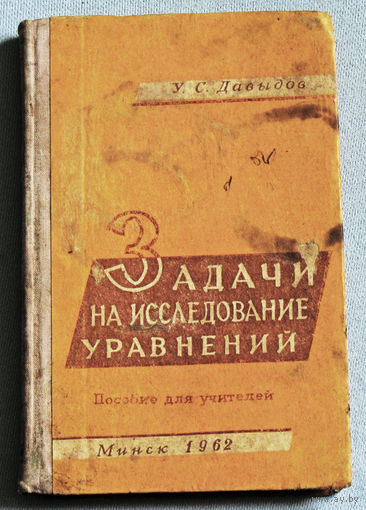 У. С. Давыдов
ЗАДАЧИ
НА ИССЛЕДОВАНИЕ
УРАВНЕНИЙ
Пособие для учителей
Минск 1962